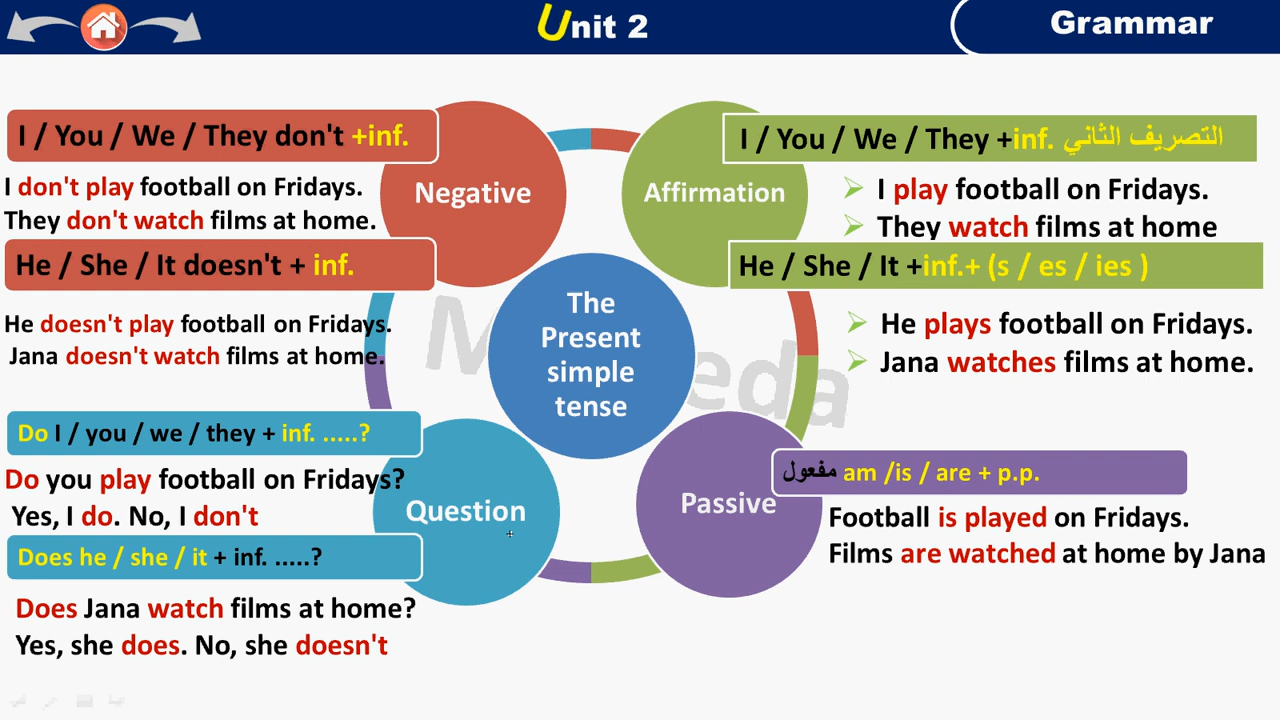 Unit 2
Grammar
I / You / We / They don't +inf.
I don't play football on Fridays.
They don't watch films at home.
He / She / It doesn't + inf.
He doesn't play football on Fridays.
Jana doesn't watch films at home.
Negative
Affirmation
I / You / We / They +inf. التصريف الثاني
I play football on Fridays.
They watch films at home
He / She / It +inf.+ (s / es / ies )
He plays football on Fridays.
Jana watches films at home.
The
Present
simple
tense
Do I / you / we / they + inf. .....?
Do you play football on Fridays?
Yes, I do. No, I don't
Does he / she / it + inf. .....?
Does Jana watch films at home?
Yes, she does. No, she doesn't
Question
Passive
مفعول am /is / are + p.p.
Football is played on Fridays.
Films are watched at home by Jana